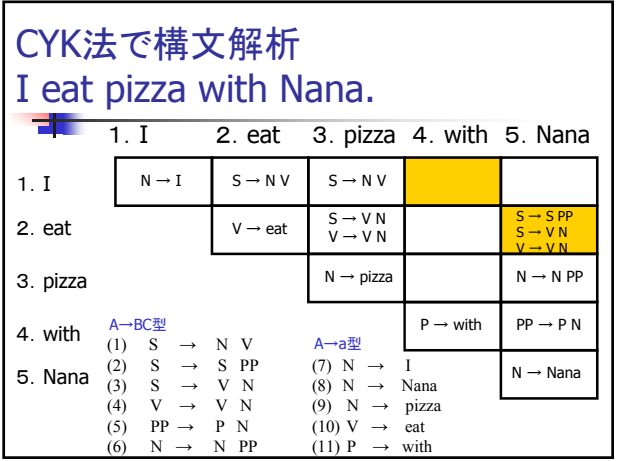 CYK法で構文解析
I eat pizza with Nana.
1. I 2. eat 3. pizza 4. with 5. Nana
1. I N → I S → N V S → N V
2. eat V → eat S → V N V → V N S → S PP S → V N V → V N
3. pizza N → pizza N → N PP
4. with P → with PP → P N
5. Nana N → Nana
A→BC型
(1) S → N V
(2) S → S PP
(3) S → V N
(4) V → V N
(5) PP → P N
(6) N → N PP
A→a型
(7) N → I
(8) N → Nana
(9) N → pizza
(10) V → eat
(11) P → with